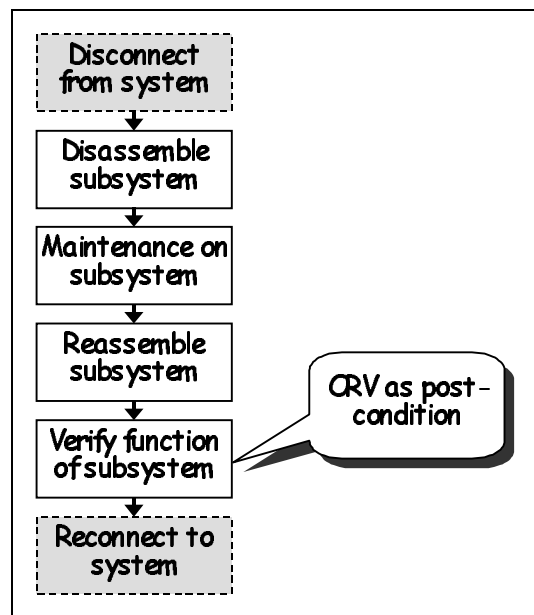 Disconnect
from system
Disassemble
subsystem
Maintenance on
subsystem
Reassemble
subsystem
CRV as post-
condition
Verify function
of subsystem
Reconnect to
system